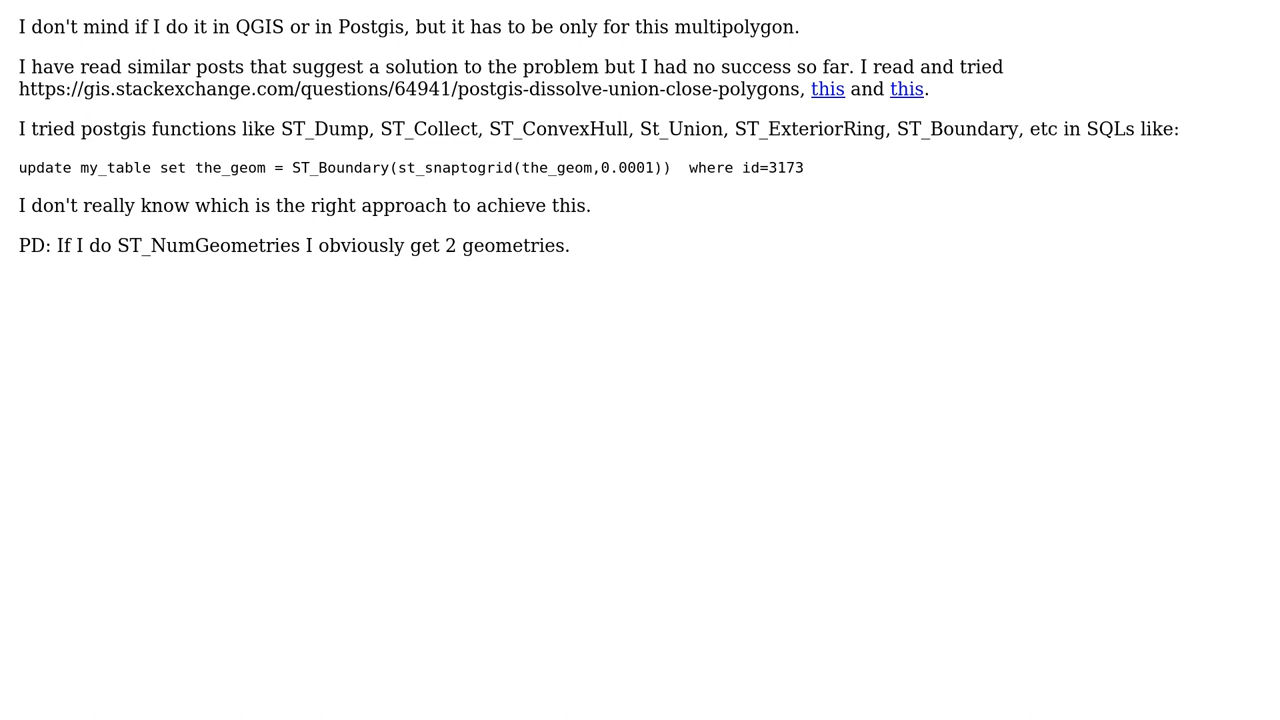 I don't mind if I do it in QGIS or in Postgis, but it has to be only for this multipolygon.
I have read similar posts that suggest a solution to the problem but I had no success so far. I read and tried
https://gis.stackexchange.com/questions/64941/postgis-dissolve-union-close-polygons, this and this.
I tried postgis functions like ST_Dump, ST_Collect, ST_ConvexHull, St_Union, ST_ExteriorRing, ST_Boundary, etc in SQLs like:
update my_table set the_geom = ST_Boundary(st_snaptogrid(the_geom,0.0001))  where id=3173
I don't really know which is the right approach to achieve this.
PD: If I do ST_NumGeometries I obviously get 2 geometries.